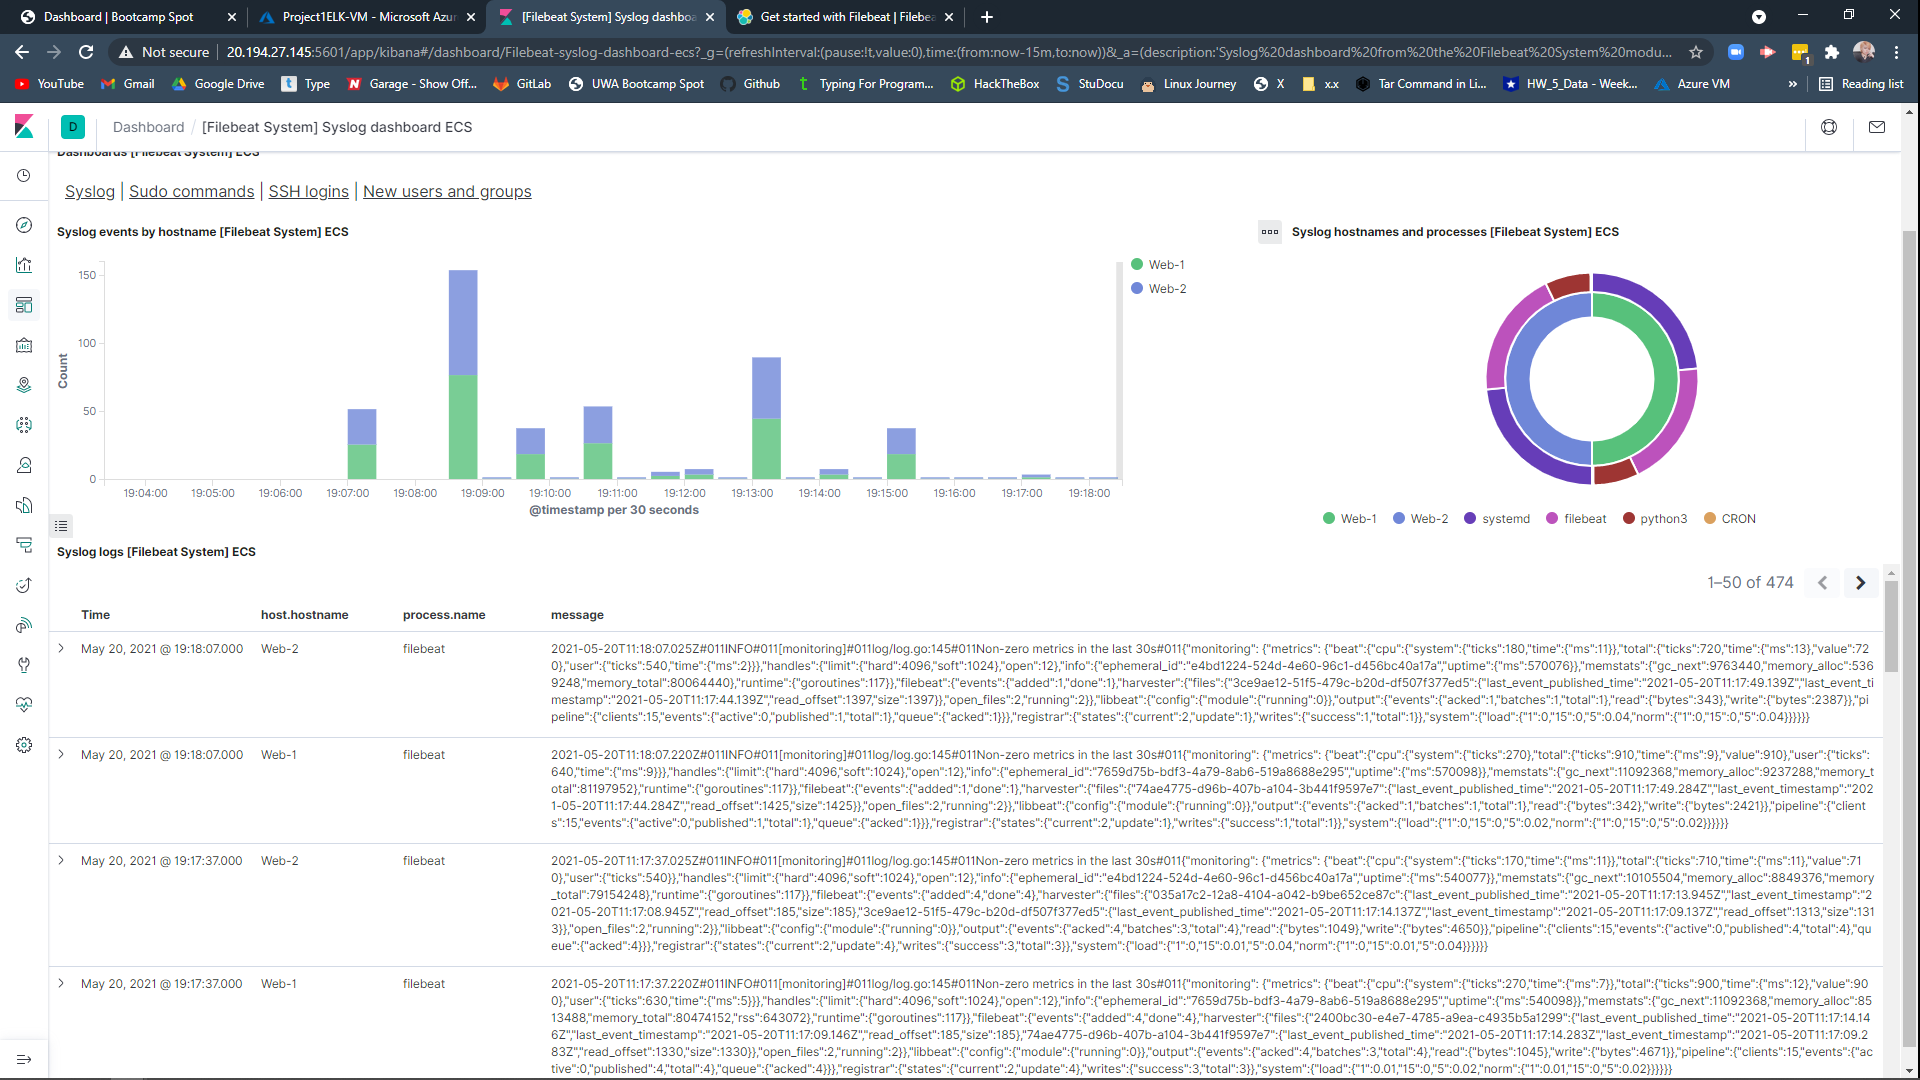 Dashboard | Bootcamp Spot
Project1ELK-VM - Microsoft Azur
[Filebeat System] Syslog dashboa
Get started with Filebeat | Filebea
Not secure
20.194.27.145:5601/app/kibana#/dashboard/Filebeat-syslog-dashboard-ecs?_g=(refreshInterval:(pause:!t,value:0),time:(from:now-15m,to:now))&_a=(description:'Syslog%20dashboard%20from%20the%20Filebeat%20System%20modu...
1
YouTube
Gmail
Google Drive
Type
Garage - Show Off...
GitLab
UWA Bootcamp Spot
Github
Typing For Program...
HackTheBox
StuDocu
Linux Journey
X
x.x
Tar Command in Li...
HW_5_Data - Week...
Azure VM
»
Reading list
D
Dashboard / [Filebeat System] Syslog dashboard ECS
Dashboards [Filebeat System] ECS
Syslog | Sudo commands | SSH logins | New users and groups
Syslog events by hostname [Filebeat System] ECS
Count
150
100
50
0
19:04:00 19:05:00 19:06:00 19:07:00 19:08:00 19:09:00 19:10:00 19:11:00 19:12:00 19:13:00 19:14:00 19:15:00 19:16:00 19:17:00 19:18:00
@timestamp per 30 seconds
Web-1
Web-2
Syslog hostnames and processes [Filebeat System] ECS
Web-1 Web-2 systemd filebeat python3 CRON
Syslog logs [Filebeat System] ECS
1–50 of 474
Time host.hostname process.name message
May 20, 2021 @ 19:18:07.000 Web-2 filebeat
2021-05-20T11:18:07.025Z#011INFO#011[monitoring]#011log/log.go:145#011Non-zero metrics in the last 30s#011{"monitoring": {"metrics": {"beat":{"cpu":{"system":{"ticks":180,"time":{"ms":11}},"total":{"ticks":720,"time":{"ms":13},"value":72
0},"user":{"ticks":540,"time":{"ms":2}}},"handles":{"limit":{"hard":4096,"soft":1024},"open":12},"info":{"ephemeral_id":"e4bd1224-524d-4e60-96c1-d456bc40a17a","uptime":{"ms":570076}},"memstats":{"gc_next":9763440,"memory_alloc":536
9248,"memory_total":80064440},"runtime":{"goroutines":117}},"filebeat":{"events":{"added":1,"done":1},"harvester":{"files":{"3ce9ae12-51f5-479c-b20d-df507f377ed5":{"last_event_published_time":"2021-05-20T11:17:49.139Z","last_event_ti
mestamp":"2021-05-20T11:17:44.139Z","read_offset":1397,"size":1397}},"open_files":2,"running":2}},"libbeat":{"config":{"module":{"running":0}},"output":{"events":{"acked":1,"batches":1,"total":1},"read":{"bytes":343},"write":{"bytes":2387}},"pi
peline":{"clients":15,"events":{"active":0,"published":1,"total":1},"queue":{"acked":1}}},"registrar":{"states":{"current":2,"update":1},"writes":{"success":1,"total":1}},"system":{"load":{"1":0,"15":0,"5":0.04,"norm":{"1":0,"15":0,"5":0.04}}}}}}
May 20, 2021 @ 19:18:07.000 Web-1 filebeat
2021-05-20T11:18:07.220Z#011INFO#011[monitoring]#011log/log.go:145#011Non-zero metrics in the last 30s#011{"monitoring": {"metrics": {"beat":{"cpu":{"system":{"ticks":270},"total":{"ticks":910,"time":{"ms":9},"value":910},"user":{"ticks":
640,"time":{"ms":9}}},"handles":{"limit":{"hard":4096,"soft":1024},"open":12},"info":{"ephemeral_id":"7659d75b-bdf3-4a79-8ab6-519a8688e295","uptime":{"ms":570098}},"memstats":{"gc_next":11092368,"memory_alloc":9237288,"memory_t
otal":81197952},"runtime":{"goroutines":117}},"filebeat":{"events":{"added":1,"done":1},"harvester":{"files":{"74ae4775-d96b-407b-a104-3b441f9597e7":{"last_event_published_time":"2021-05-20T11:17:49.284Z","last_event_timestamp":"202
1-05-20T11:17:44.284Z","read_offset":1425,"size":1425}},"open_files":2,"running":2}},"libbeat":{"config":{"module":{"running":0}},"output":{"events":{"acked":1,"batches":1,"total":1},"read":{"bytes":342},"write":{"bytes":2421}},"pipeline":{"client
s":15,"events":{"active":0,"published":1,"total":1},"queue":{"acked":1}}},"registrar":{"states":{"current":2,"update":1},"writes":{"success":1,"total":1}},"system":{"load":{"1":0,"15":0,"5":0.02,"norm":{"1":0,"15":0,"5":0.02}}}}}}
May 20, 2021 @ 19:17:37.000 Web-2 filebeat
2021-05-20T11:17:37.025Z#011INFO#011[monitoring]#011log/log.go:145#011Non-zero metrics in the last 30s#011{"monitoring": {"metrics": {"beat":{"cpu":{"system":{"ticks":170,"time":{"ms":11}},"total":{"ticks":710,"time":{"ms":11},"value":71
0},"user":{"ticks":540}},"handles":{"limit":{"hard":4096,"soft":1024},"open":12},"info":{"ephemeral_id":"e4bd1224-524d-4e60-96c1-d456bc40a17a","uptime":{"ms":540077}},"memstats":{"gc_next":10105504,"memory_alloc":8849376,"memory
_total":79154248},"runtime":{"goroutines":117}},"filebeat":{"events":{"added":4,"done":4},"harvester":{"files":{"035a17c2-12a8-4104-a042-b9be652ce87c":{"last_event_published_time":"2021-05-20T11:17:13.945Z","last_event_timestamp":"2
021-05-20T11:17:08.945Z","read_offset":185,"size":185},"3ce9ae12-51f5-479c-b20d-df507f377ed5":{"last_event_published_time":"2021-05-20T11:17:14.137Z","last_event_timestamp":"2021-05-20T11:17:09.137Z","read_offset":1313,"size":131
3}},"open_files":2,"running":2}},"libbeat":{"config":{"module":{"running":0}},"output":{"events":{"acked":4,"batches":3,"total":4},"read":{"bytes":1049},"write":{"bytes":4650}},"pipeline":{"clients":15,"events":{"active":0,"published":4,"total":4},"qu
eue":{"acked":4}}},"registrar":{"states":{"current":2,"update":4},"writes":{"success":3,"total":3}},"system":{"load":{"1":0,"15":0.01,"5":0.04,"norm":{"1":0,"15":0.01,"5":0.04}}}}}}
May 20, 2021 @ 19:17:37.000 Web-1 filebeat
2021-05-20T11:17:37.220Z#011INFO#011[monitoring]#011log/log.go:145#011Non-zero metrics in the last 30s#011{"monitoring": {"metrics": {"beat":{"cpu":{"system":{"ticks":270,"time":{"ms":7}},"total":{"ticks":900,"time":{"ms":12},"value":90
0},"user":{"ticks":630,"time":{"ms":5}}},"handles":{"limit":{"hard":4096,"soft":1024},"open":12},"info":{"ephemeral_id":"7659d75b-bdf3-4a79-8ab6-519a8688e295","uptime":{"ms":540098}},"memstats":{"gc_next":11092368,"memory_alloc":8
513488,"memory_total":80474152,"rss":643072},"runtime":{"goroutines":117}},"filebeat":{"events":{"added":4,"done":4},"harvester":{"files":{"2400bc30-e4e7-4785-a9ea-c4935b5a1299":{"last_event_published_time":"2021-05-20T11:17:14.14
6Z","last_event_timestamp":"2021-05-20T11:17:09.146Z","read_offset":185,"size":185},"74ae4775-d96b-407b-a104-3b441f9597e7":{"last_event_published_time":"2021-05-20T11:17:14.283Z","last_event_timestamp":"2021-05-20T11:17:09.2
83Z","read_offset":1330,"size":1330}},"open_files":2,"running":2}},"libbeat":{"config":{"module":{"running":0}},"output":{"events":{"acked":4,"batches":3,"total":4},"read":{"bytes":1045},"write":{"bytes":4671}},"pipeline":{"clients":15,"events":{"ac
tive":0,"published":4,"total":4},"queue":{"acked":4}}},"registrar":{"states":{"current":2,"update":4},"writes":{"success":3,"total":3}},"system":{"load":{"1":0.01,"15":0,"5":0.02,"norm":{"1":0.01,"15":0,"5":0.02}}}}}}